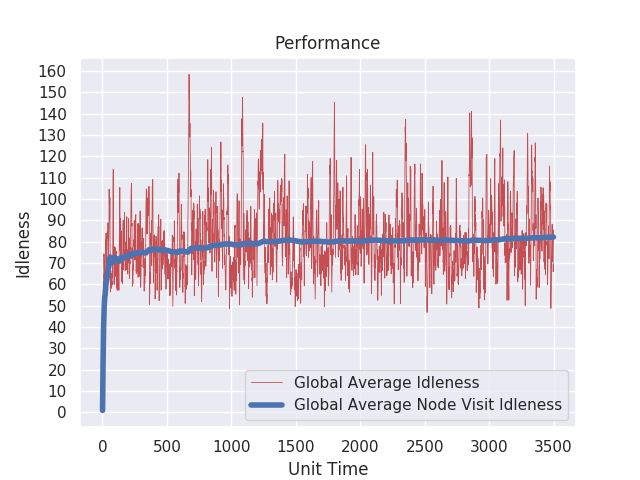 Performance
160
150
140
130
120
110
100
90
80
70
60
50
40
30
20
10
0
Idleness
Global Average Idleness
Global Average Node Visit Idleness
0 500 1000 1500 2000 2500 3000 3500
Unit Time